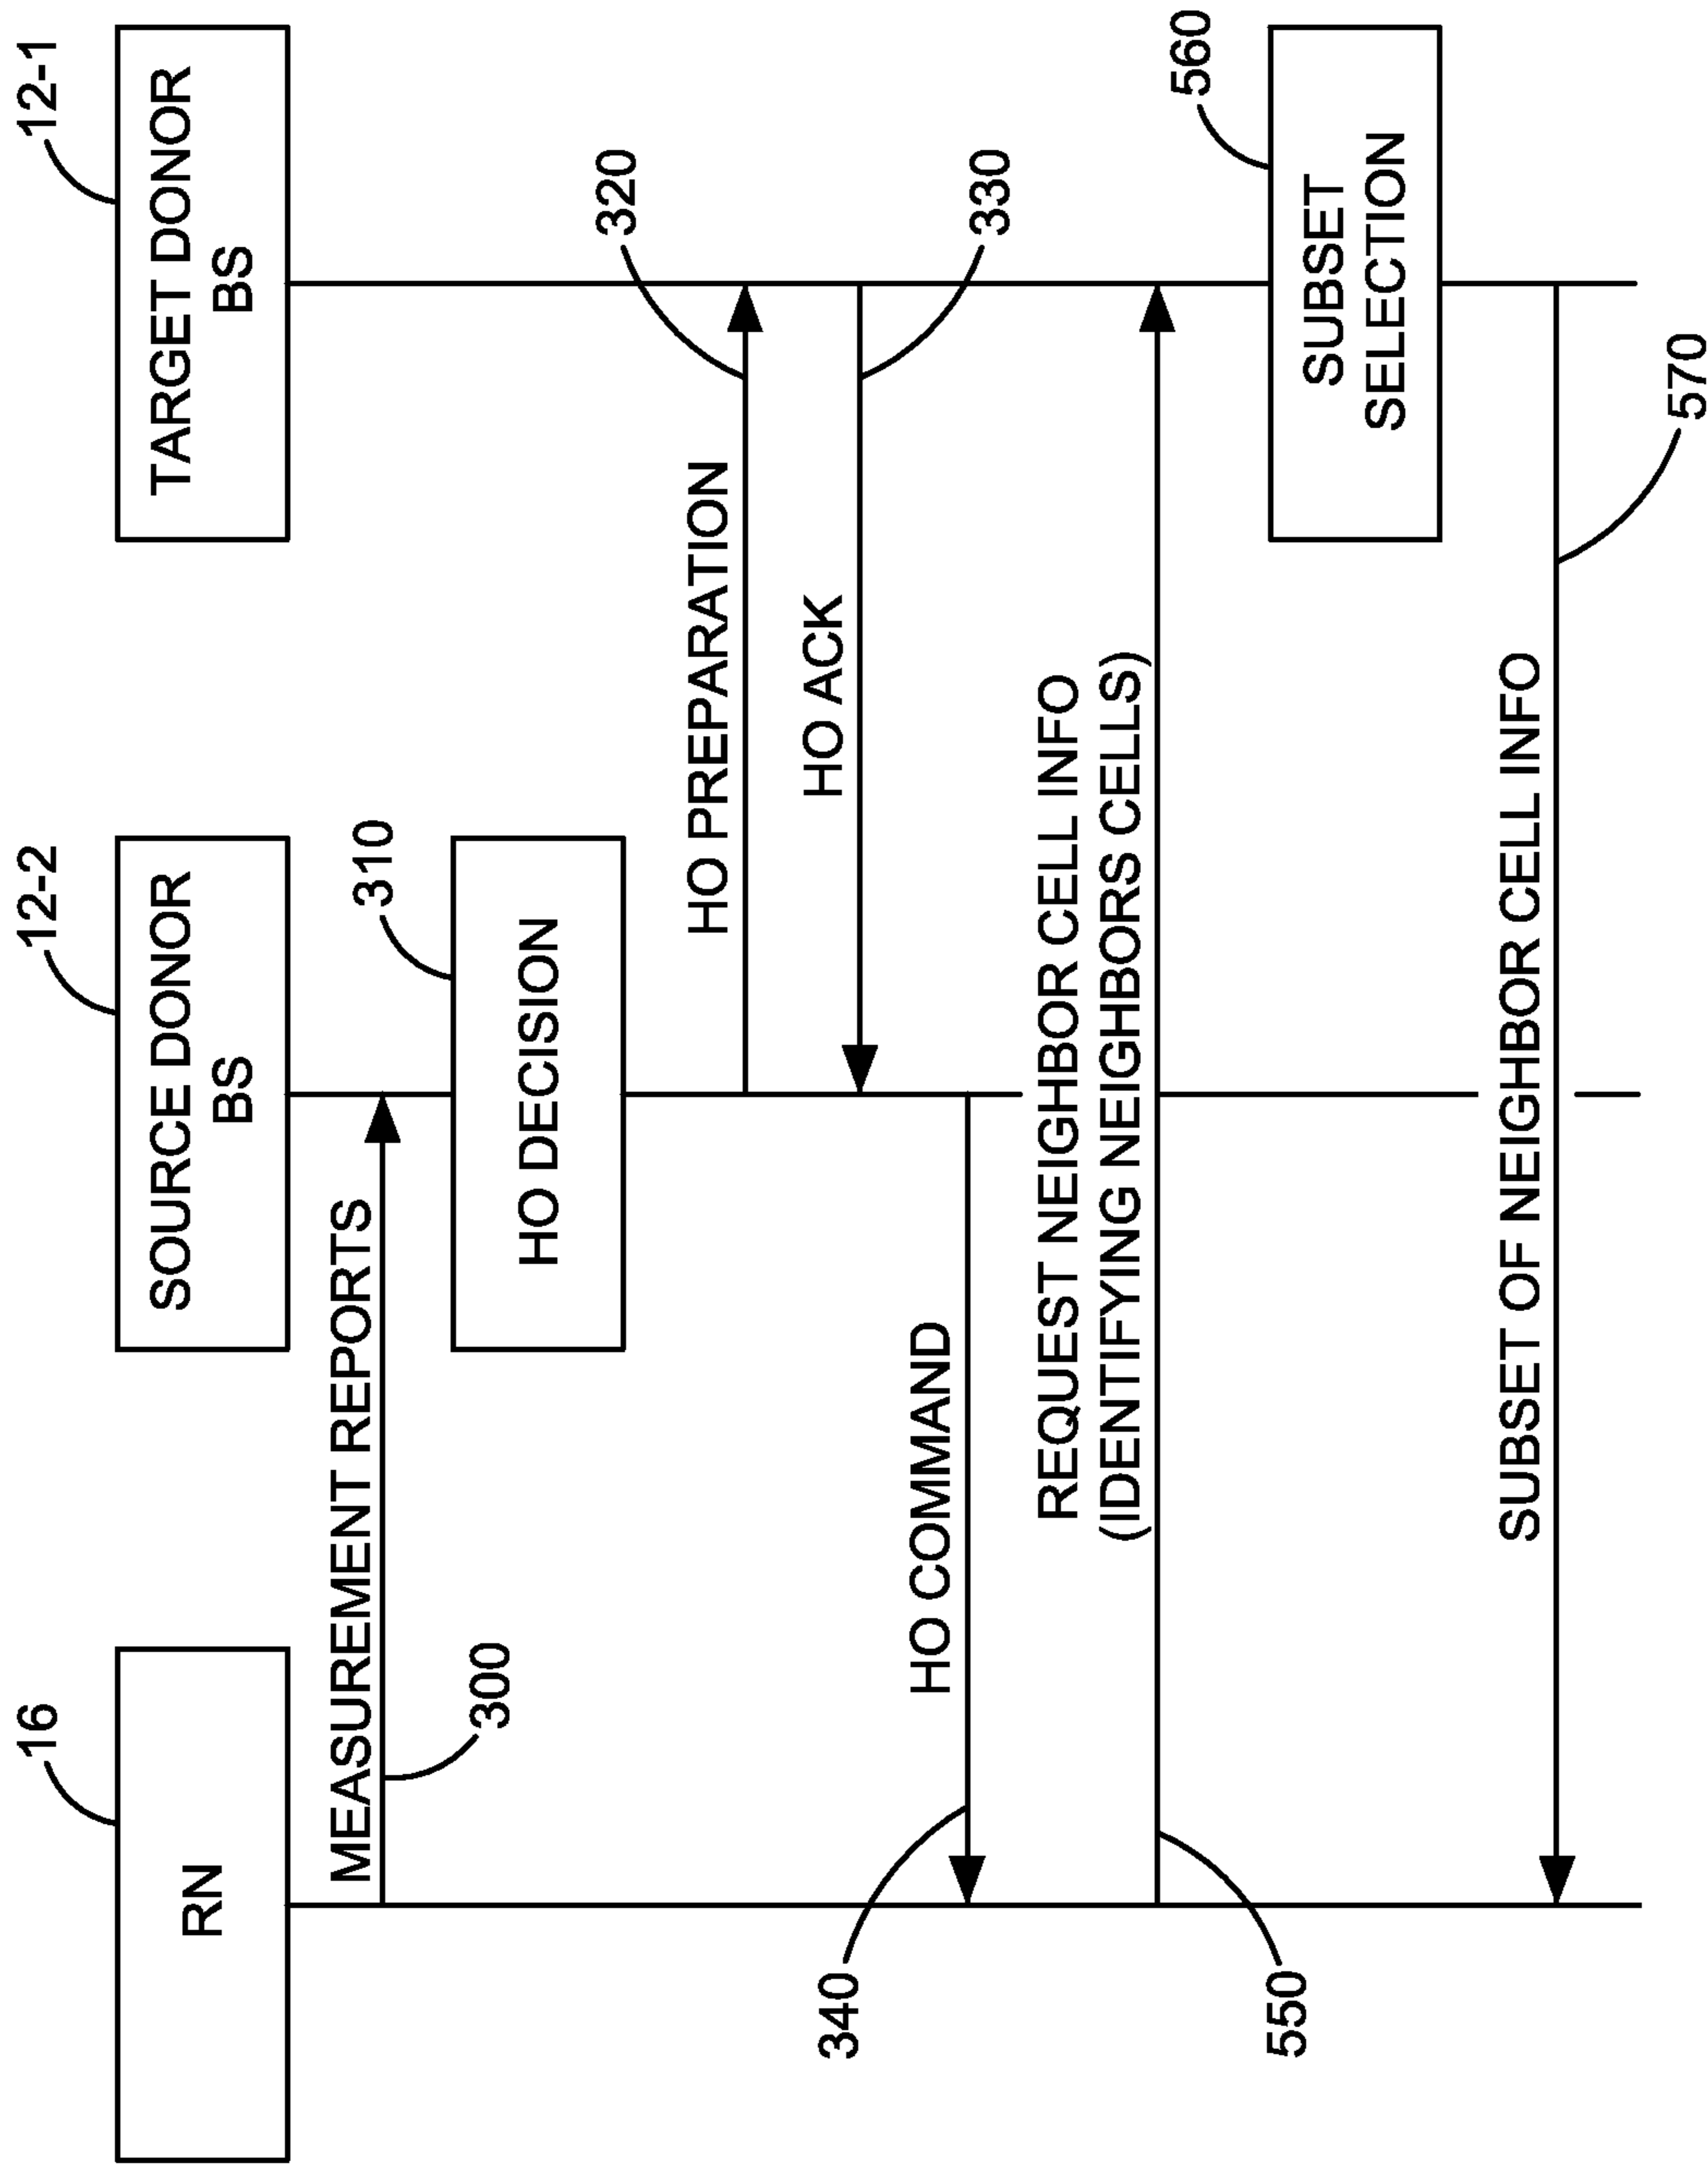 16
12-2
12-1
RN
SOURCE DONOR
BS
TARGET DONOR
BS
MEASUREMENT REPORTS
300
310
HO DECISION
320
HO PREPARATION
HO ACK
330
HO COMMAND
340
REQUEST NEIGHBOR CELL INFO
(IDENTIFYING NEIGHBORS CELLS)
550
560
SUBSET
SELECTION
SUBSET OF NEIGHBOR CELL INFO
570